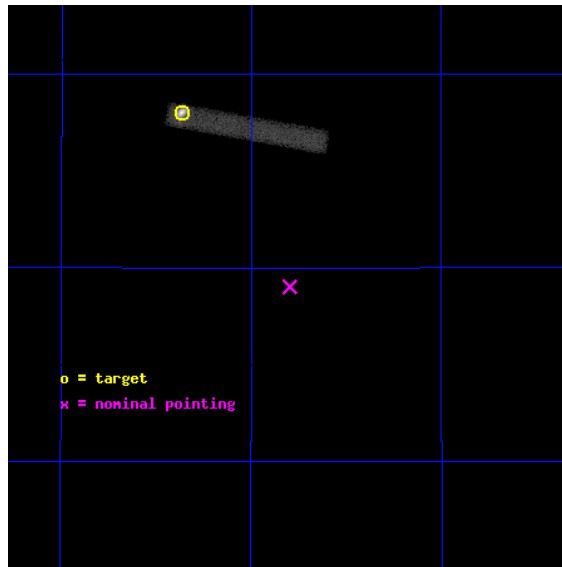 o = target
x = nominal pointing